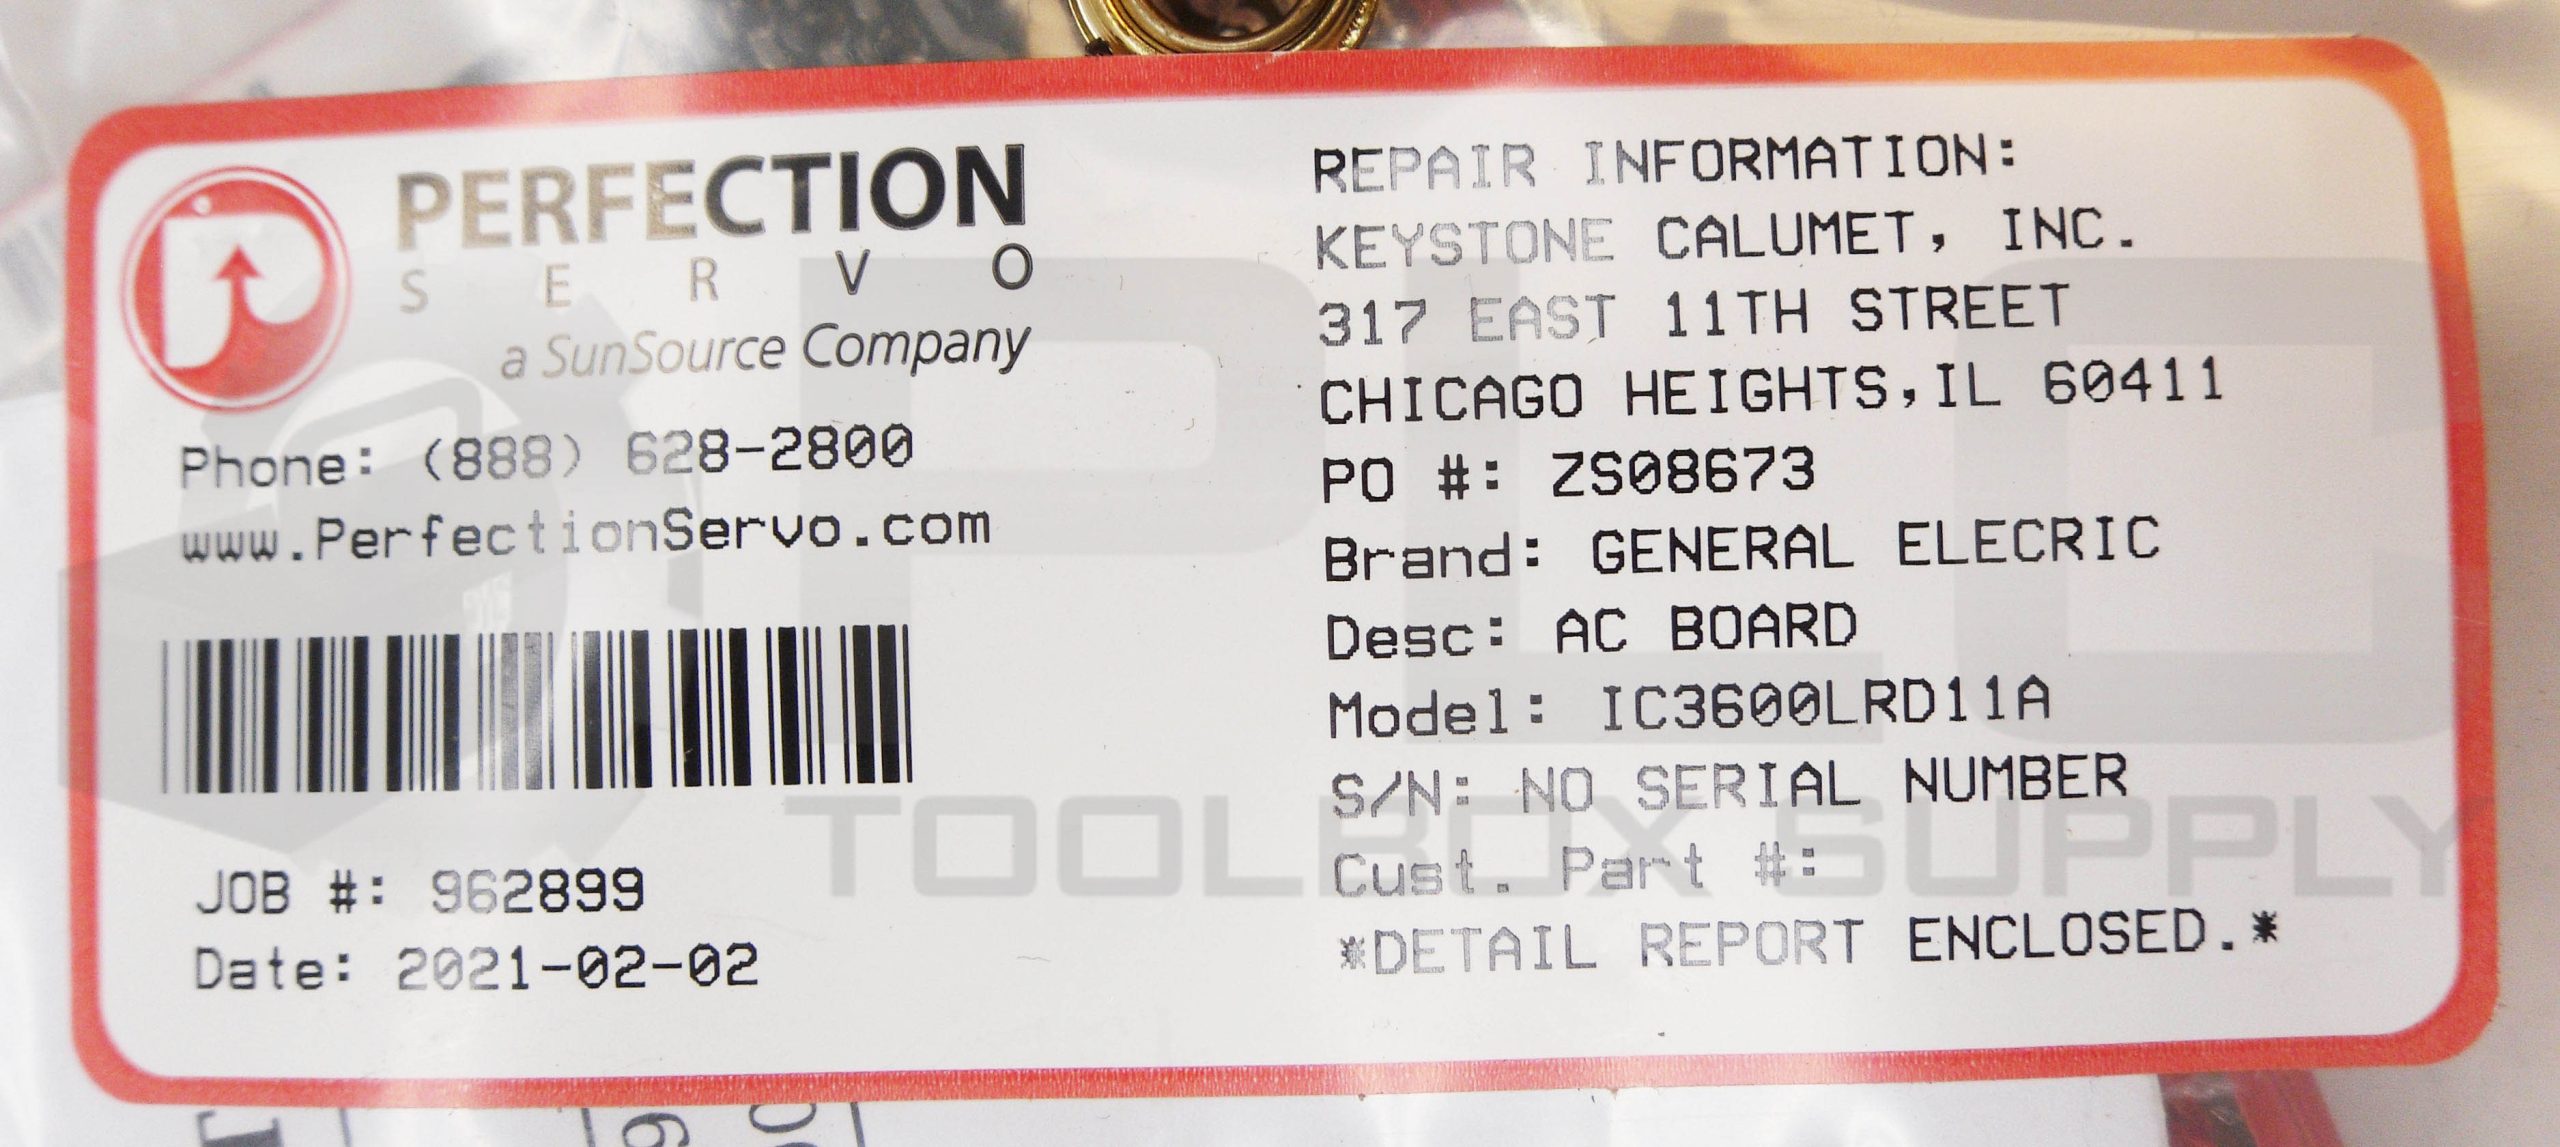 PERFECTION
SERVO
a SunSource Company
Phone: (888) 628-2800
www.PerfectionServo.com
JOB #: 962899
Date: 2021-02-02
REPAIR INFORMATION:
KEYSTONE CALUMET, INC.
317 EAST 11TH STREET
CHICAGO HEIGHTS,IL 60411
PO #: ZS08673
Brand: GENERAL ELECRIC
Desc: AC BOARD
Model: IC3600LRD11A
S/N: NO SERIAL NUMBER
Cust. Part #:
*DETAIL REPORT ENCLOSED.*
PLC
TOOLBOX SUPPLY